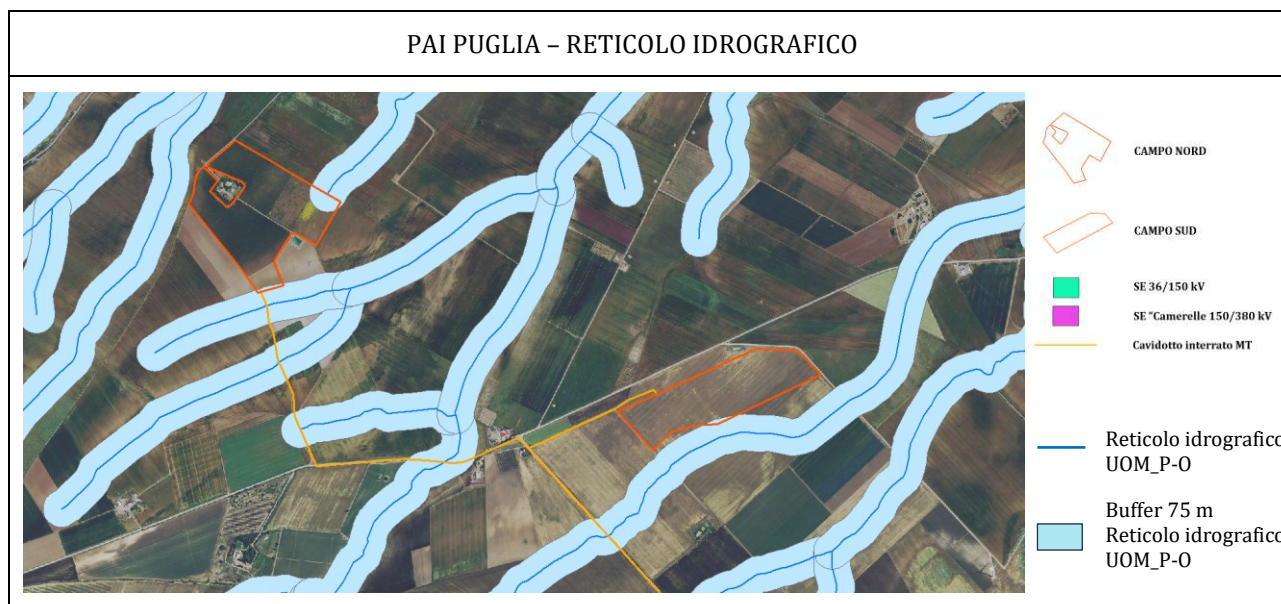 PAI PUGLIA – RETICOLO IDROGRAFICO
CAMPO NORD
CAMPO SUD
SE 36/150 kV
SE "Camerelle 150/380 kV
Cavidotto interrato MT
Reticolo idrografico
UOM_P-O
Buffer 75 m
Reticolo idrografico
UOM_P-O